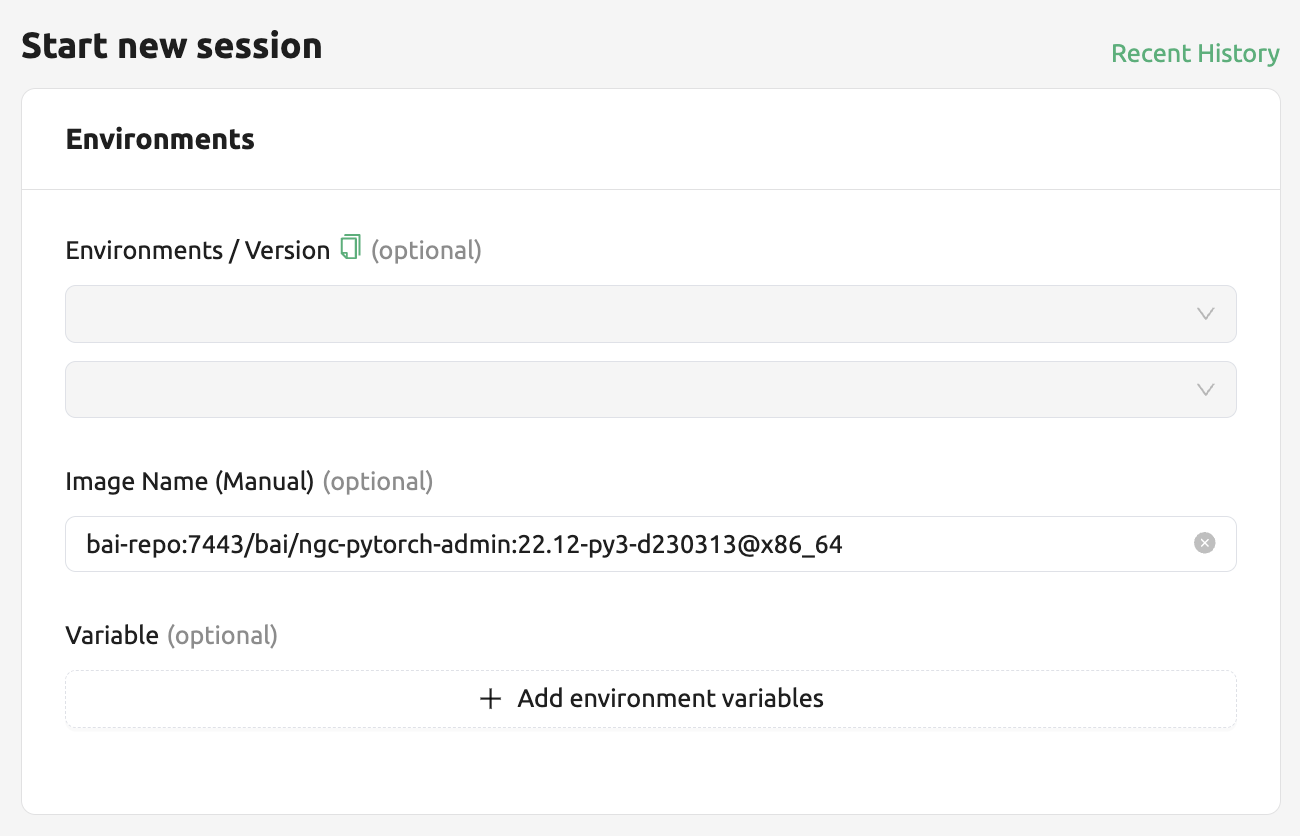 Start new session
Recent History
Environments
Environments / Version (optional)
Image Name (Manual) (optional)
bai-repo:7443/bai/ngc-pytorch-admin:22.12-py3-d230313@x86_64
Variable (optional)
+ Add environment variables